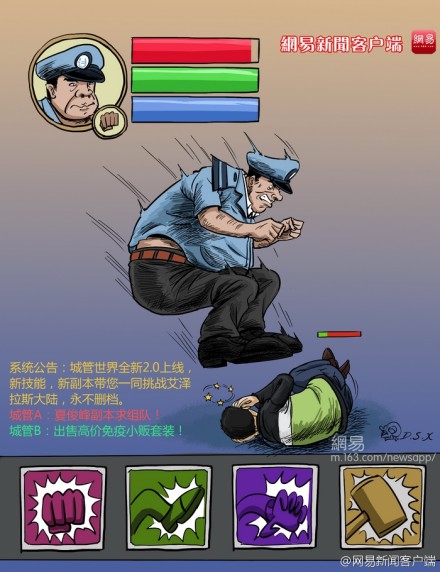 網易新聞客户端
網易
系统公告：城管世界全新2.0上线，
新技能，新副本带您一同挑战艾泽
拉斯大陆，永不删档。
城管A：夏俊峰副本求组队！
城管B：出售高价免疫小贩套装！
D.S.X
網易
m.163.com/newsapp/
@网易新闻客户端